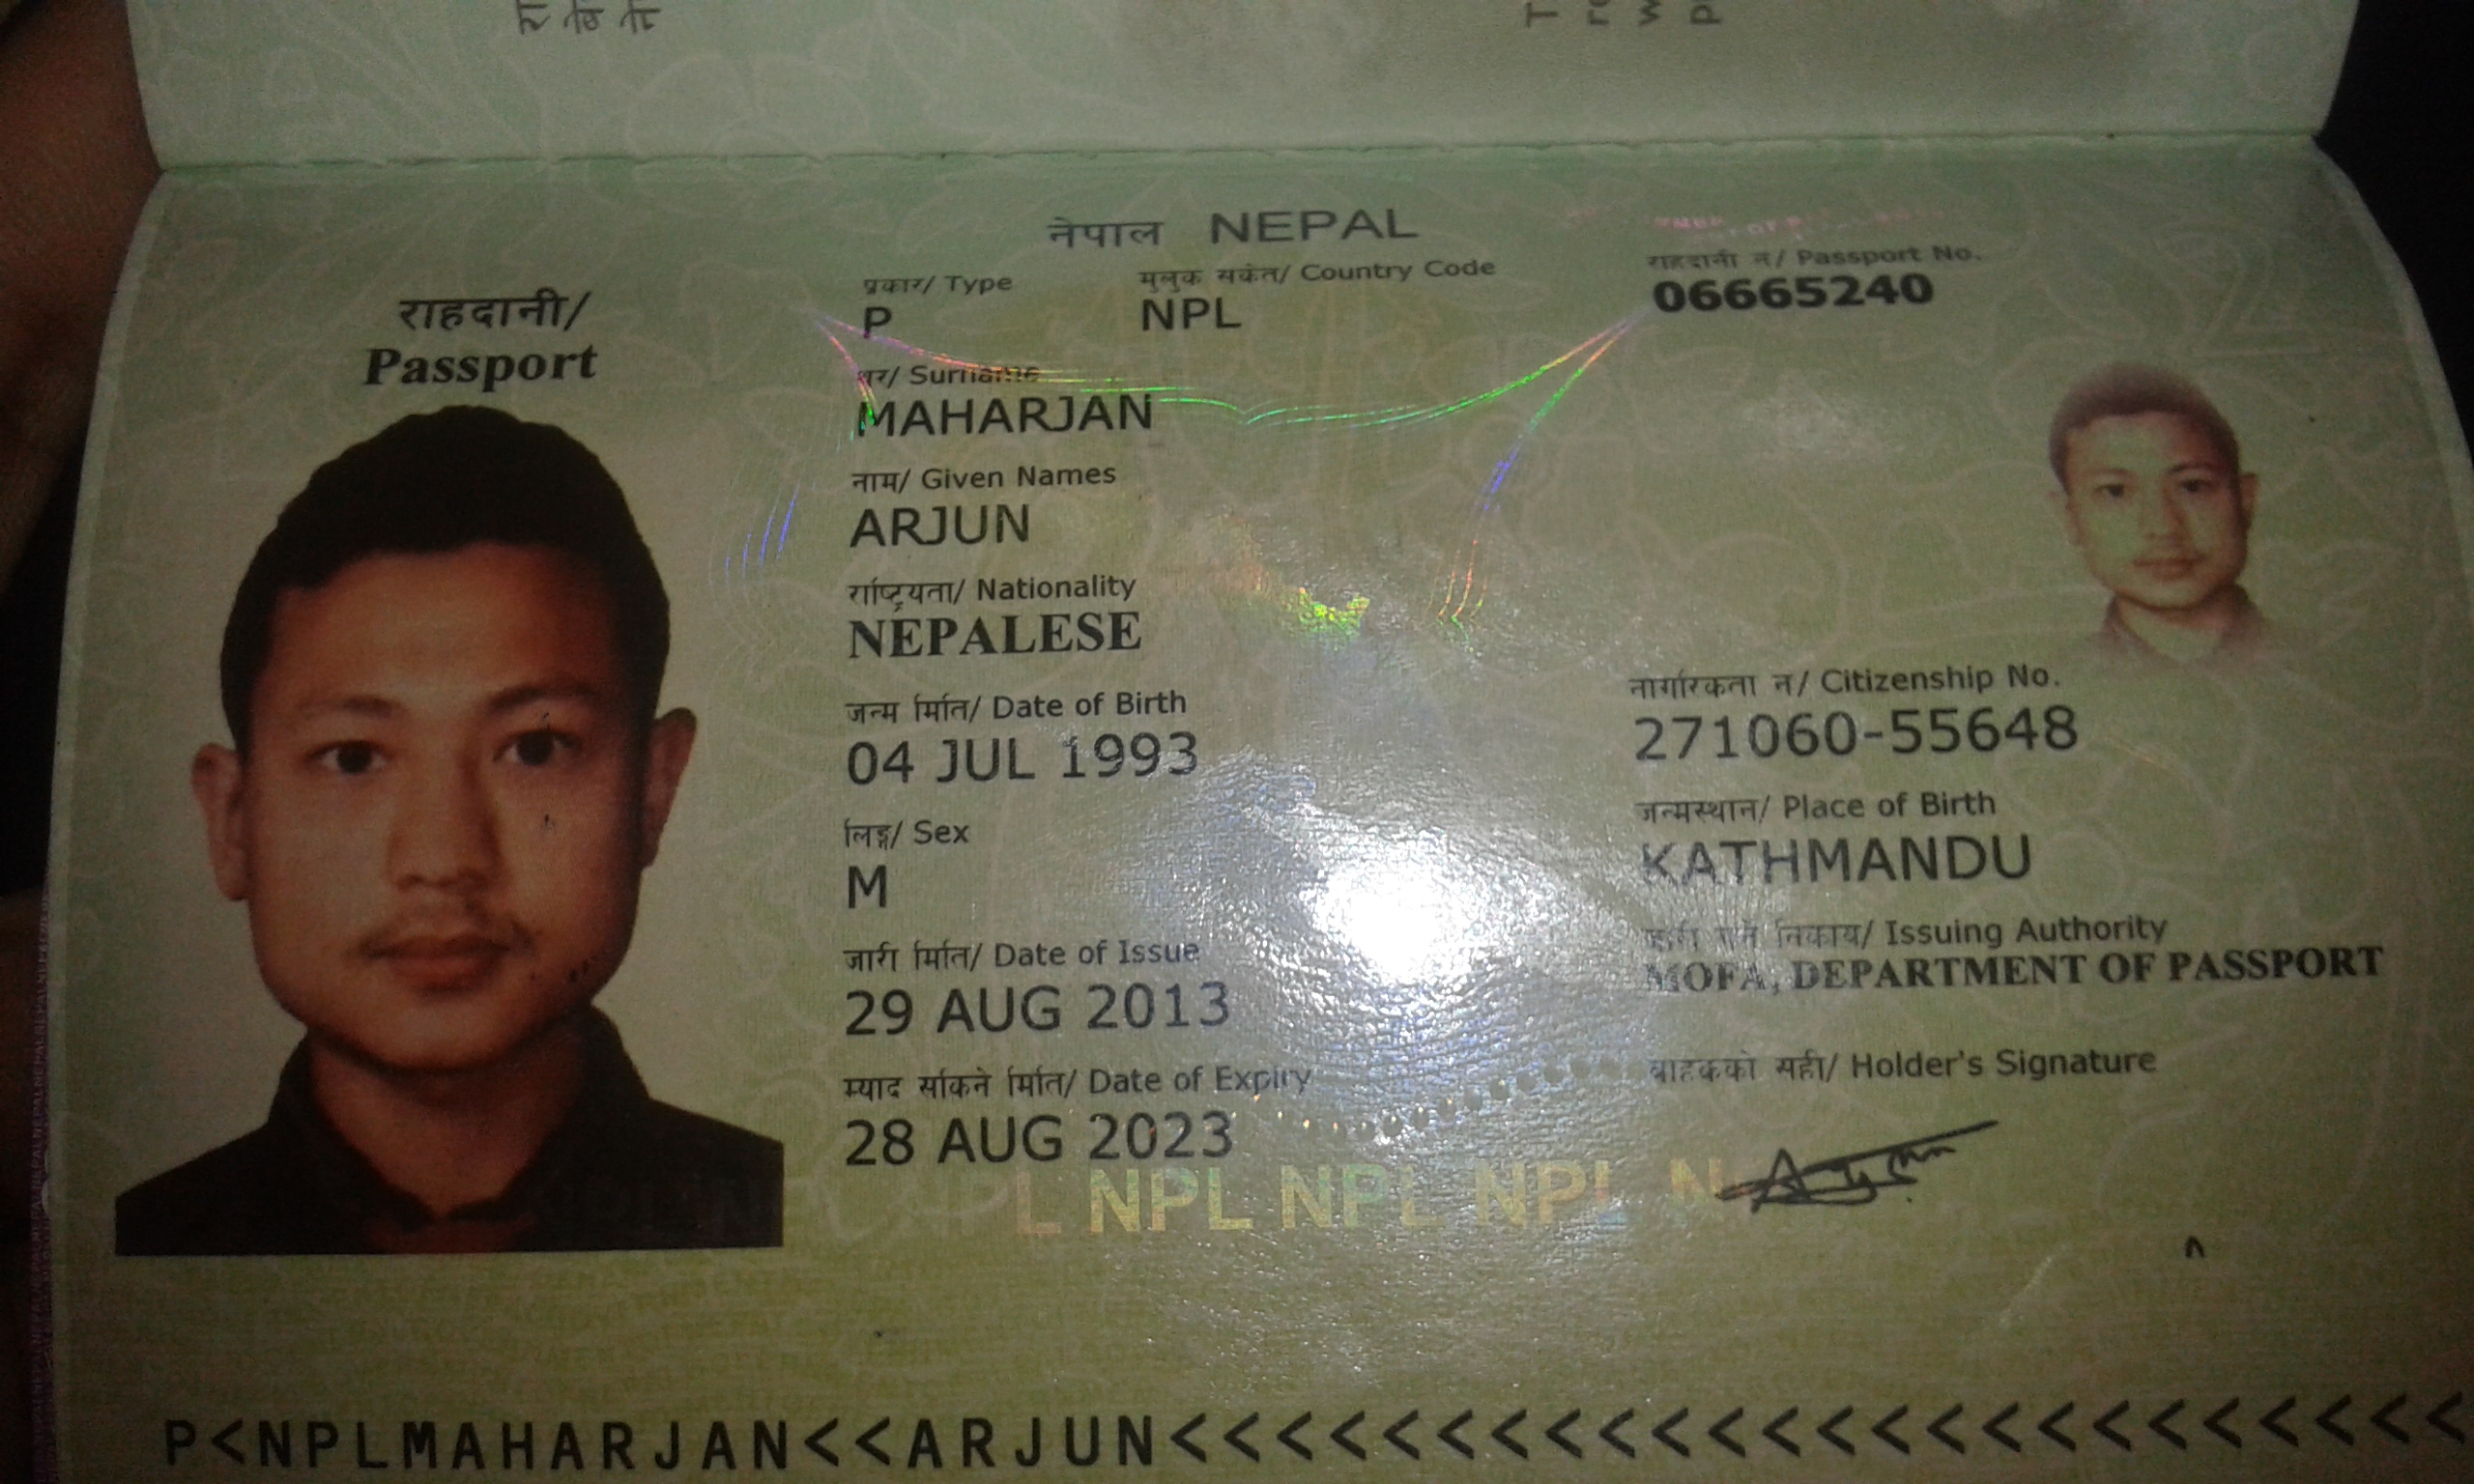 नेपाल NEPAL
राहदानी/
Passport
प्रकार/ Type
P
मुलुक सकेत/ Country Code
NPL
राहदानी न/ Passport No.
06665240
थर/ Surname
MAHARJAN
नाम/ Given Names
ARJUN
राष्ट्रियता/ Nationality
NEPALESE
जन्म मिति/ Date of Birth
04 JUL 1993
लिङ्ग/ Sex
M
जारी मिति/ Date of Issue
29 AUG 2013
म्याद सकिने मिति/ Date of Expiry
28 AUG 2023
नागरिकता न/ Citizenship No.
271060-55648
जन्मस्थान/ Place of Birth
KATHMANDU
जारी गर्ने निकाय/ Issuing Authority
MOFA, DEPARTMENT OF PASSPORT
वाहकको सही/ Holder's Signature
NPL NPL NPL
P<NPLMAHARJAN<<ARJUN<<<<<<<<<<<<<<<<<<<<<<